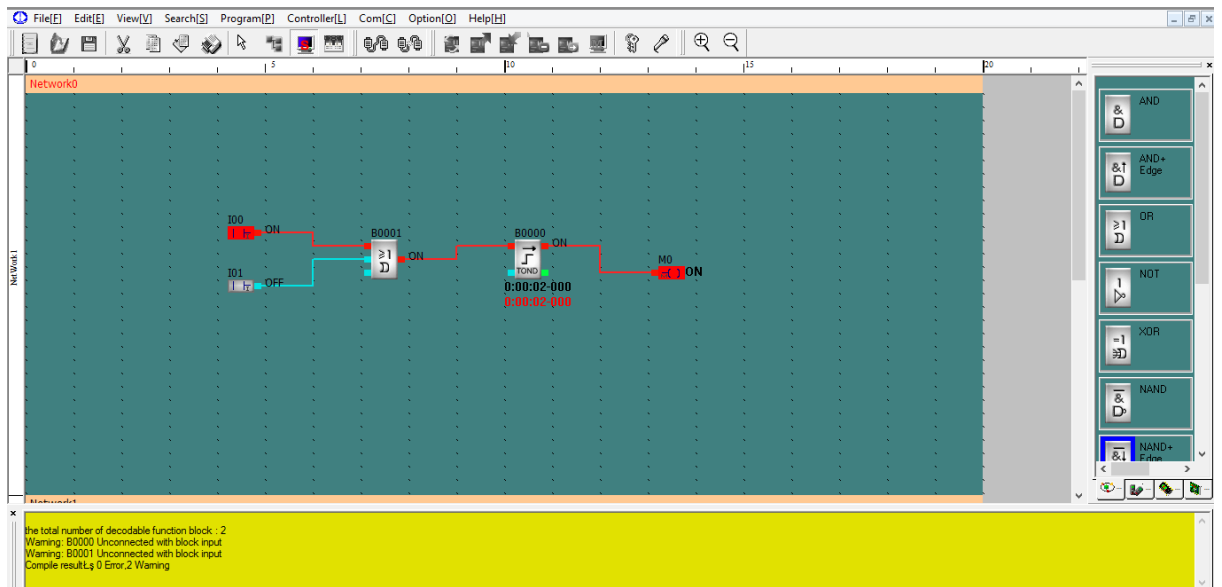 File[F] Edit[E] View[V] Search[S] Program[P] Controller[L] Com[C] Option[O] Help[H]
0 5 10 15 20
Network0
AND
AND+
Edge
OR
NOT
XOR
NAND
NAND+
Edge
NetWork1
I00
ON
I01
OFF
B0001
≥1
ON
B0000
ON
TOND
0:00:02-000
0:00:02-000
M0
ON
Network1
the total number of decodable function block : 2
Warning: B0000 Unconnected with block input
Warning: B0001 Unconnected with block input
Compile resultŁş 0 Error,2 Warning